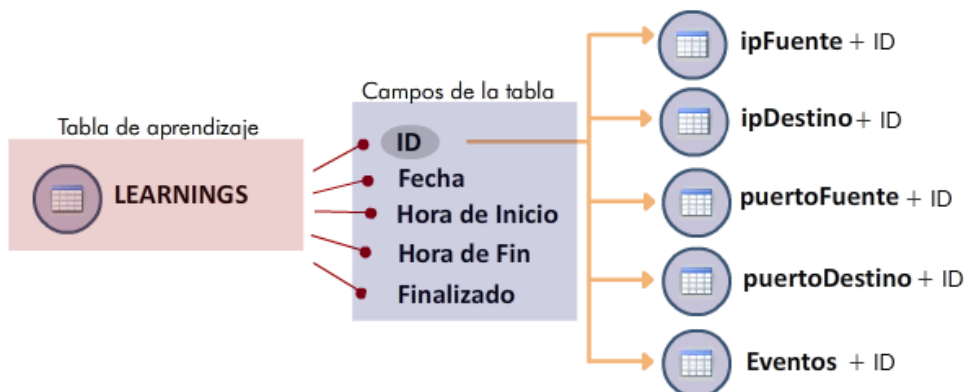 Tabla de aprendizaje
LEARNINGS
Campos de la tabla
ID
Fecha
Hora de Inicio
Hora de Fin
Finalizado
ipFuente + ID
ipDestino + ID
puertoFuente + ID
puertoDestino + ID
Eventos + ID